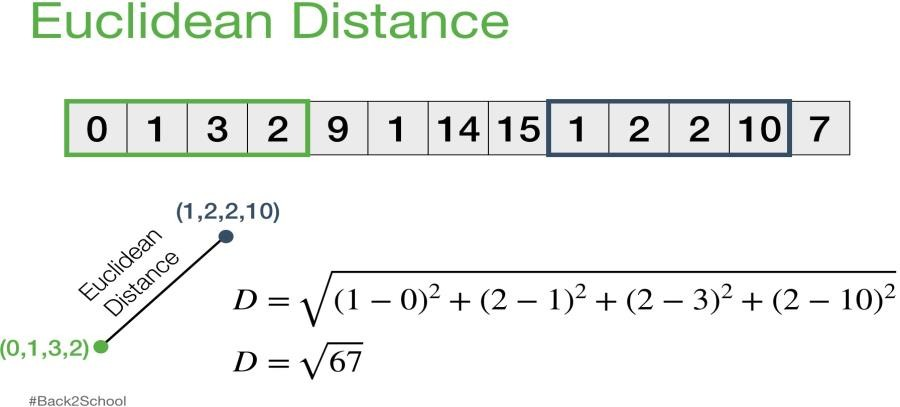 Euclidean Distance
0 1 3 2 9 1 14 15 1 2 2 10 7
(1,2,2,10)
Euclidean
Distance
D = √(1 − 0)² + (2 − 1)² + (2 − 3)² + (2 − 10)²
(0,1,3,2)
D = √67
#Back2School